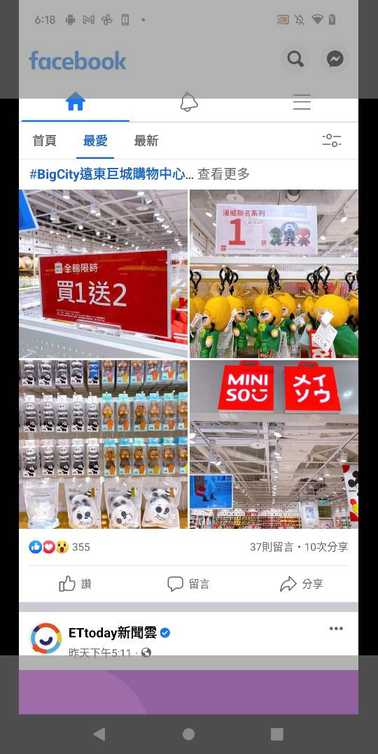 6:18
facebook
首頁
最愛
最新
#BigCity遠東巨城購物中心... 查看更多
全館限時
買1送2
漫威聯名系列
1
MINI
SO
メイ
ソウ
355
37則留言・10次分享
讚
留言
分享
ETtoday新聞雲
昨天下午5:11 ·